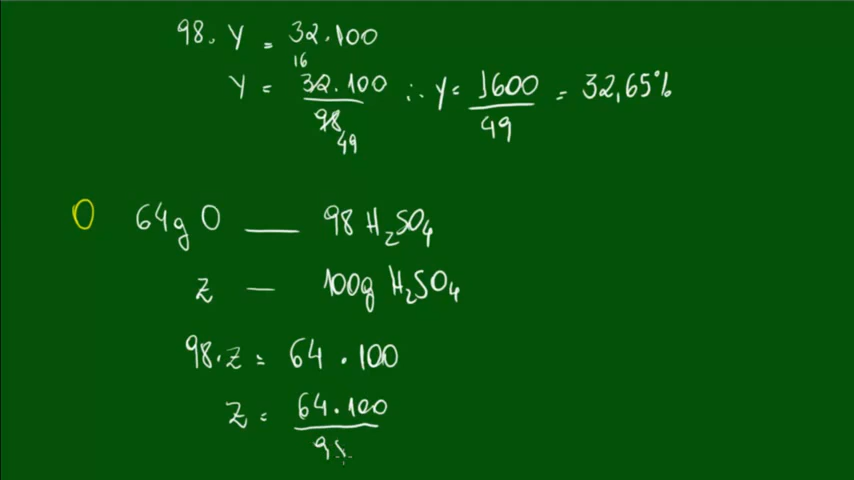 98. Y = 32.100
16
Y = 32.100 / 98 49 ∴ Y = 1600 / 49 = 32,65%
O 64g O — 98 H₂SO₄
Z — 100g H₂SO₄
98.Z = 64 . 100
Z = 64.100 / 98